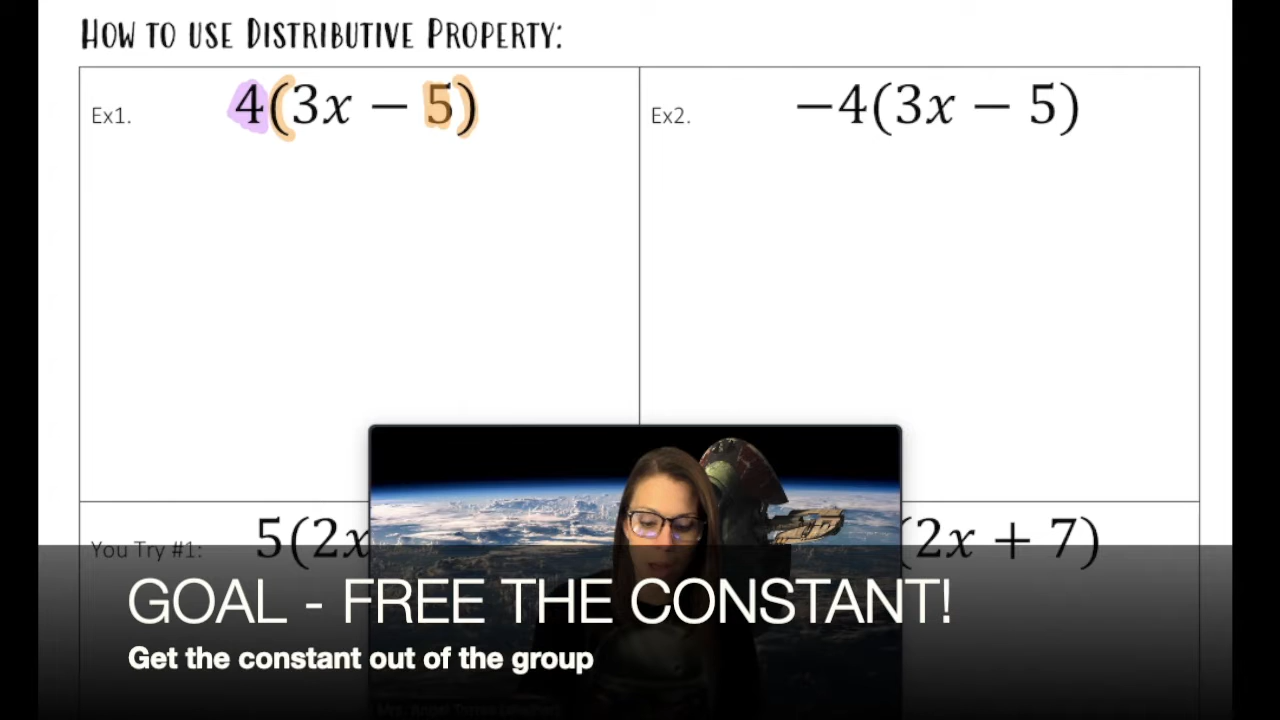 HOW TO USE DISTRIBUTIVE PROPERTY:
Ex1. 4(3x − 5)
Ex2. −4(3x − 5)
You Try #1: 5(2x
(2x + 7)
GOAL - FREE THE CONSTANT!
Get the constant out of the group